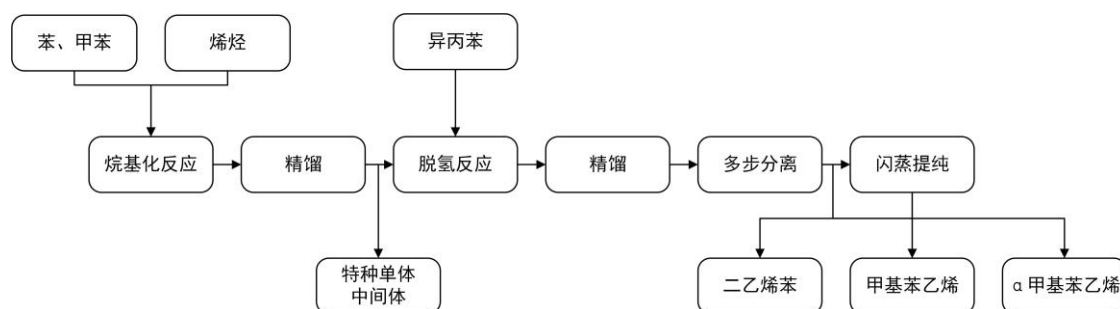 苯、甲苯
烯烃
异丙苯
烷基化反应
精馏
脱氢反应
精馏
多步分离
闪蒸提纯
特种单体
中间体
二乙烯苯
甲基苯乙烯
α甲基苯乙烯